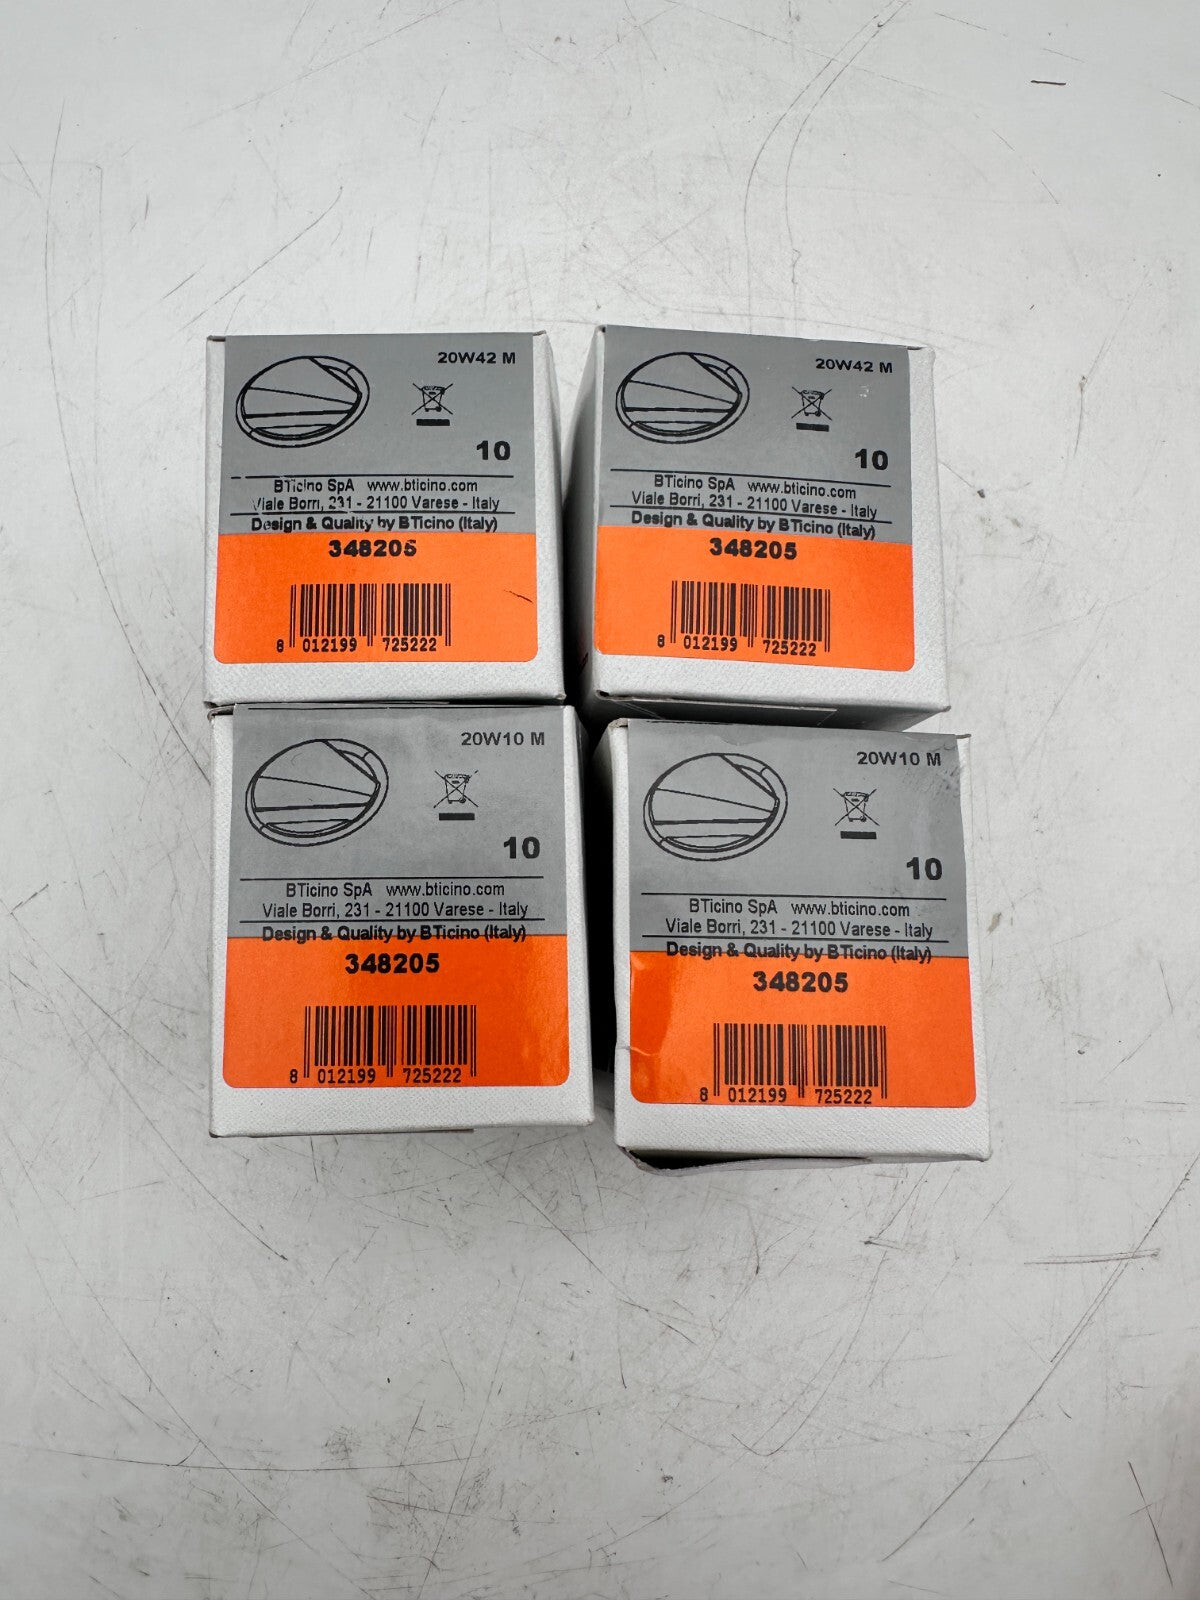 20W42 M
10
BTicino SpA www.bticino.com
Viale Borri, 231 - 21100 Varese - Italy
Design & Quality by BTicino (Italy)
348205
8 012199 725222
20W42 M
10
BTicino SpA www.bticino.com
Viale Borri, 231 - 21100 Varese - Italy
Design & Quality by BTicino (Italy)
348205
8 012199 725222
20W10 M
10
BTicino SpA www.bticino.com
Viale Borri, 231 - 21100 Varese - Italy
Design & Quality by BTicino (Italy)
348205
8 012199 725222
20W10 M
10
BTicino SpA www.bticino.com
Viale Borri, 231 - 21100 Varese - Italy
Design & Quality by BTicino (Italy)
348205
8 012199 725222